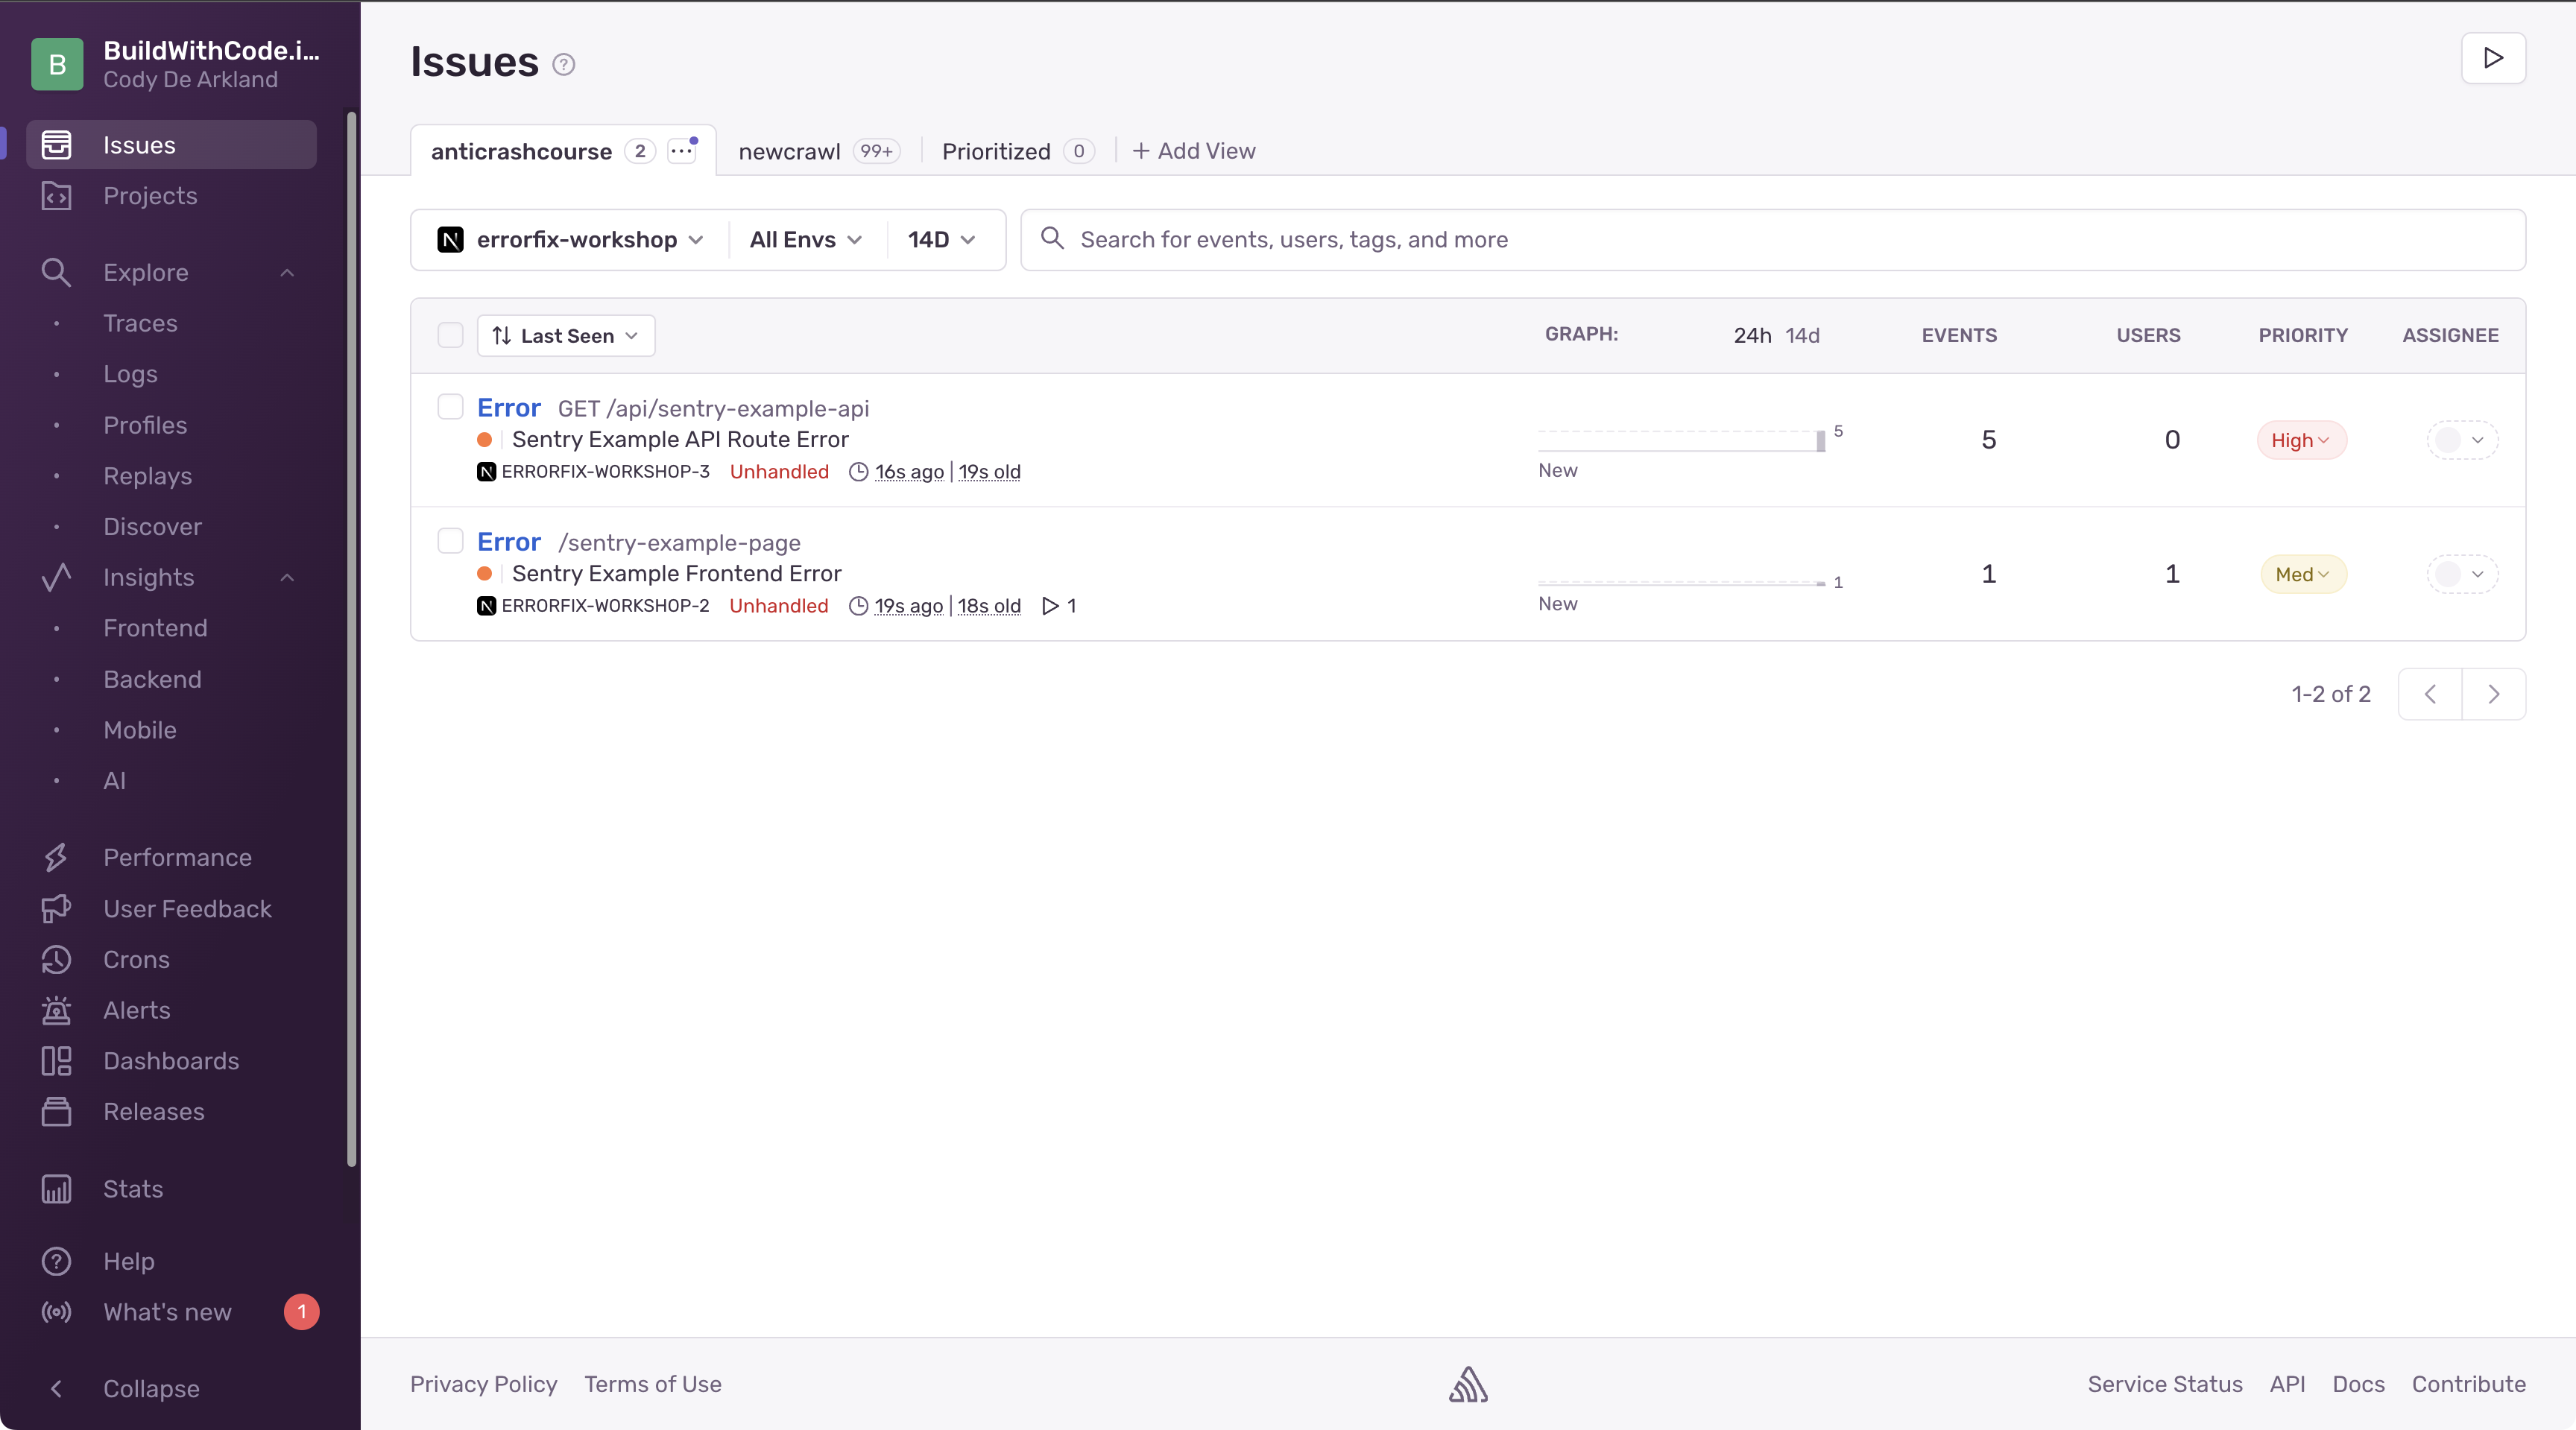 B
BuildWithCode.i...
Cody De Arkland
Issues
Projects
Explore
Traces
Logs
Profiles
Replays
Discover
Insights
Frontend
Backend
Mobile
AI
Performance
User Feedback
Crons
Alerts
Dashboards
Releases
Stats
Help
What's new 1
Collapse
Issues ?
anticrashcourse 2 ... newcrawl 99+ Prioritized 0 + Add View
N errorfix-workshop All Envs 14D Search for events, users, tags, and more
Last Seen GRAPH: 24h 14d EVENTS USERS PRIORITY ASSIGNEE
Error GET /api/sentry-example-api
Sentry Example API Route Error
N ERRORFIX-WORKSHOP-3 Unhandled 16s ago | 19s old
5
New
5 0 High
Error /sentry-example-page
Sentry Example Frontend Error
N ERRORFIX-WORKSHOP-2 Unhandled 19s ago | 18s old 1
1
New
1 1 Med
1-2 of 2
Privacy Policy Terms of Use Service Status API Docs Contribute